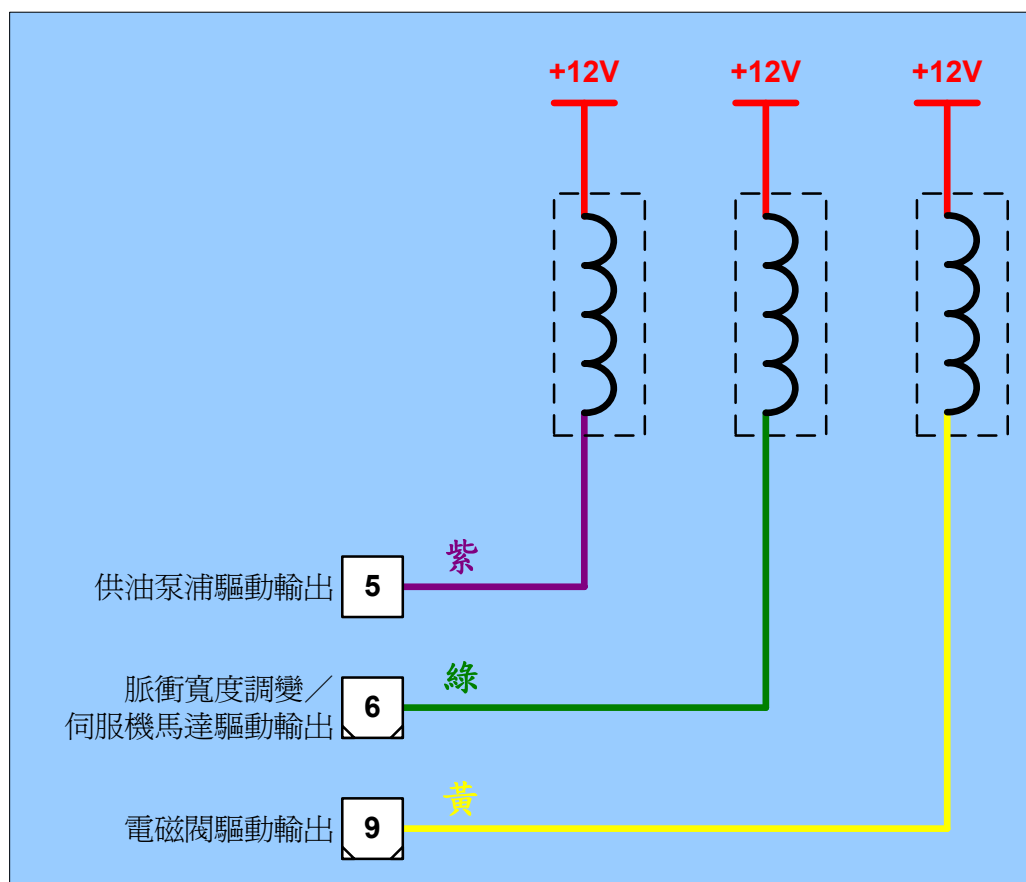 +12V +12V +12V
紫
供油泵浦驅動輸出 5
綠
脈衝寬度調變／
伺服機馬達驅動輸出 6
黃
電磁閥驅動輸出 9